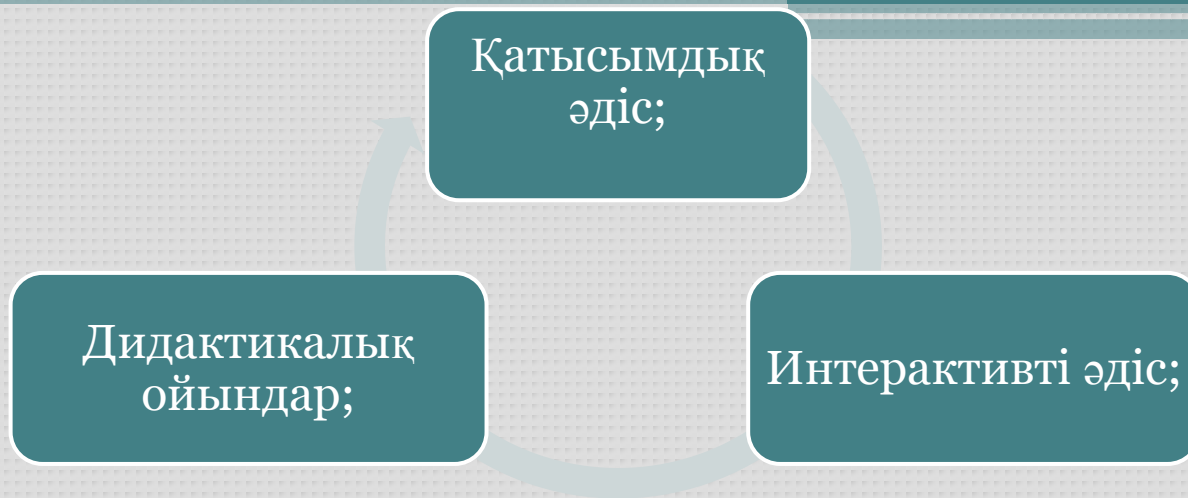 Қатысымдық
әдіс;
Дидактикалық
ойындар;
Интерактивті әдіс;